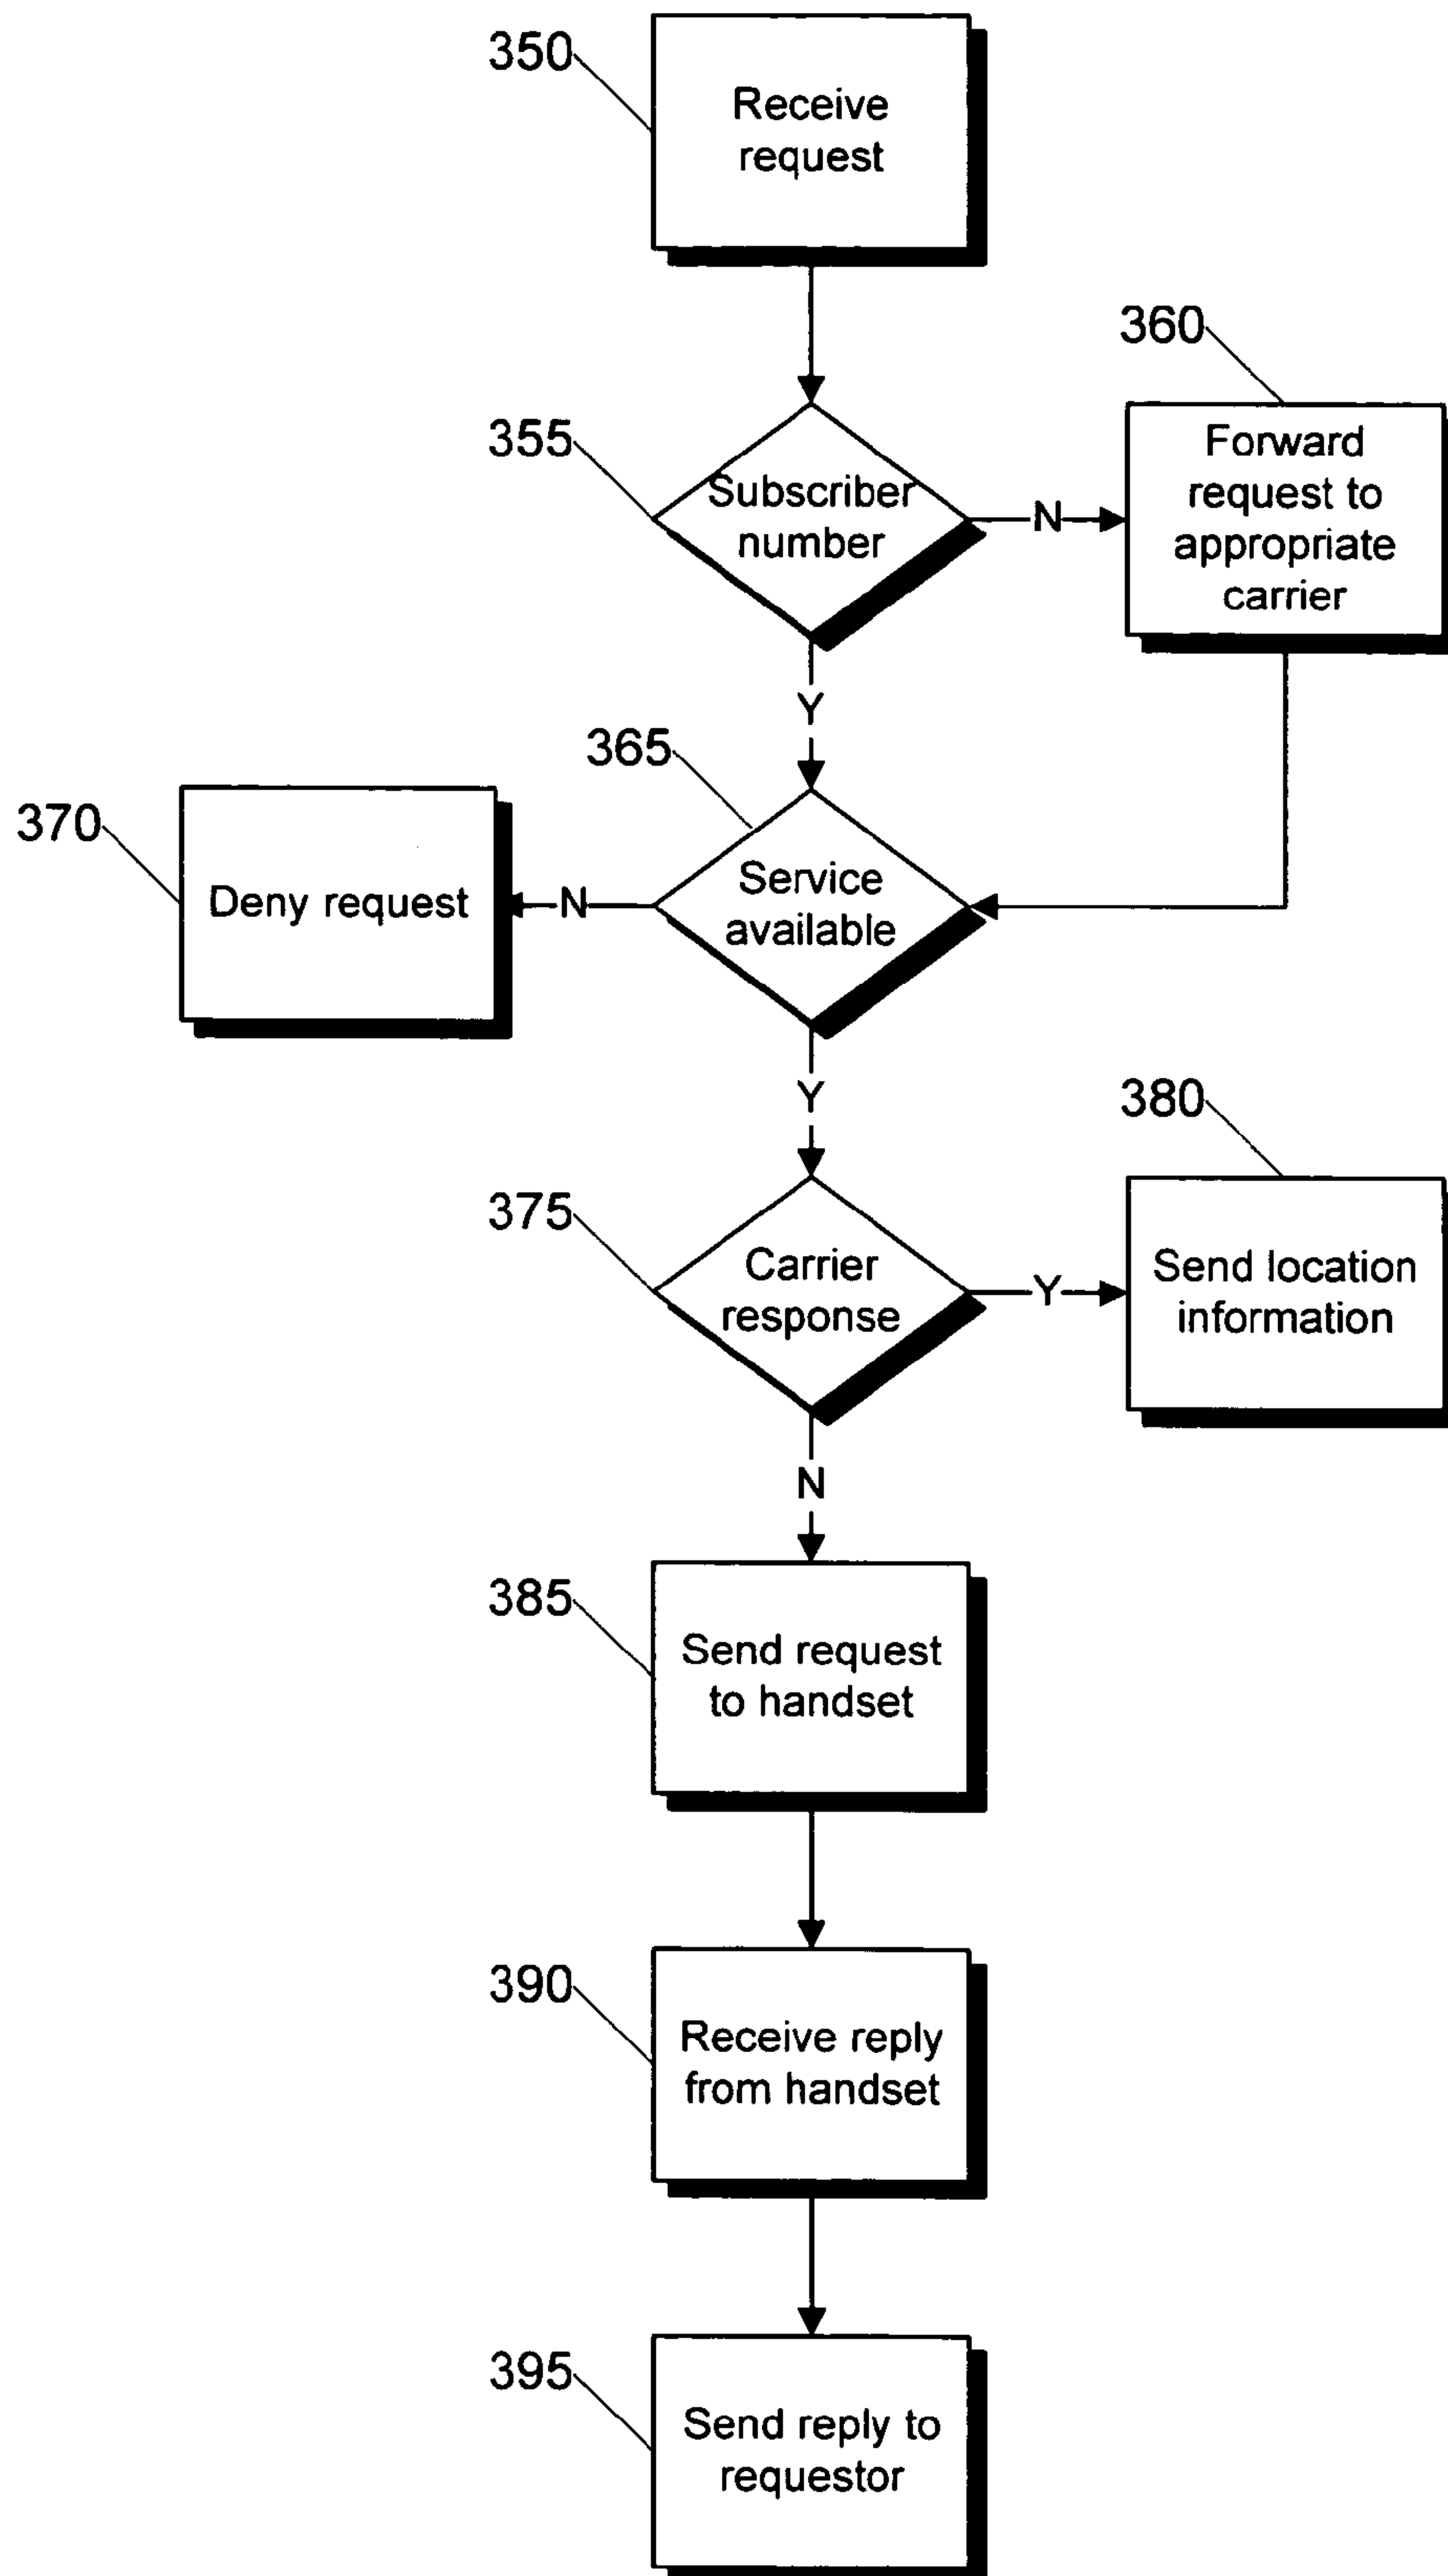 350
Receive
request
360
355
Subscriber
number
N
Forward
request to
appropriate
carrier
Y
365
370
Deny request
N
Service
available
Y
380
375
Carrier
response
Y
Send location
information
N
385
Send request
to handset
390
Receive reply
from handset
395
Send reply to
requestor